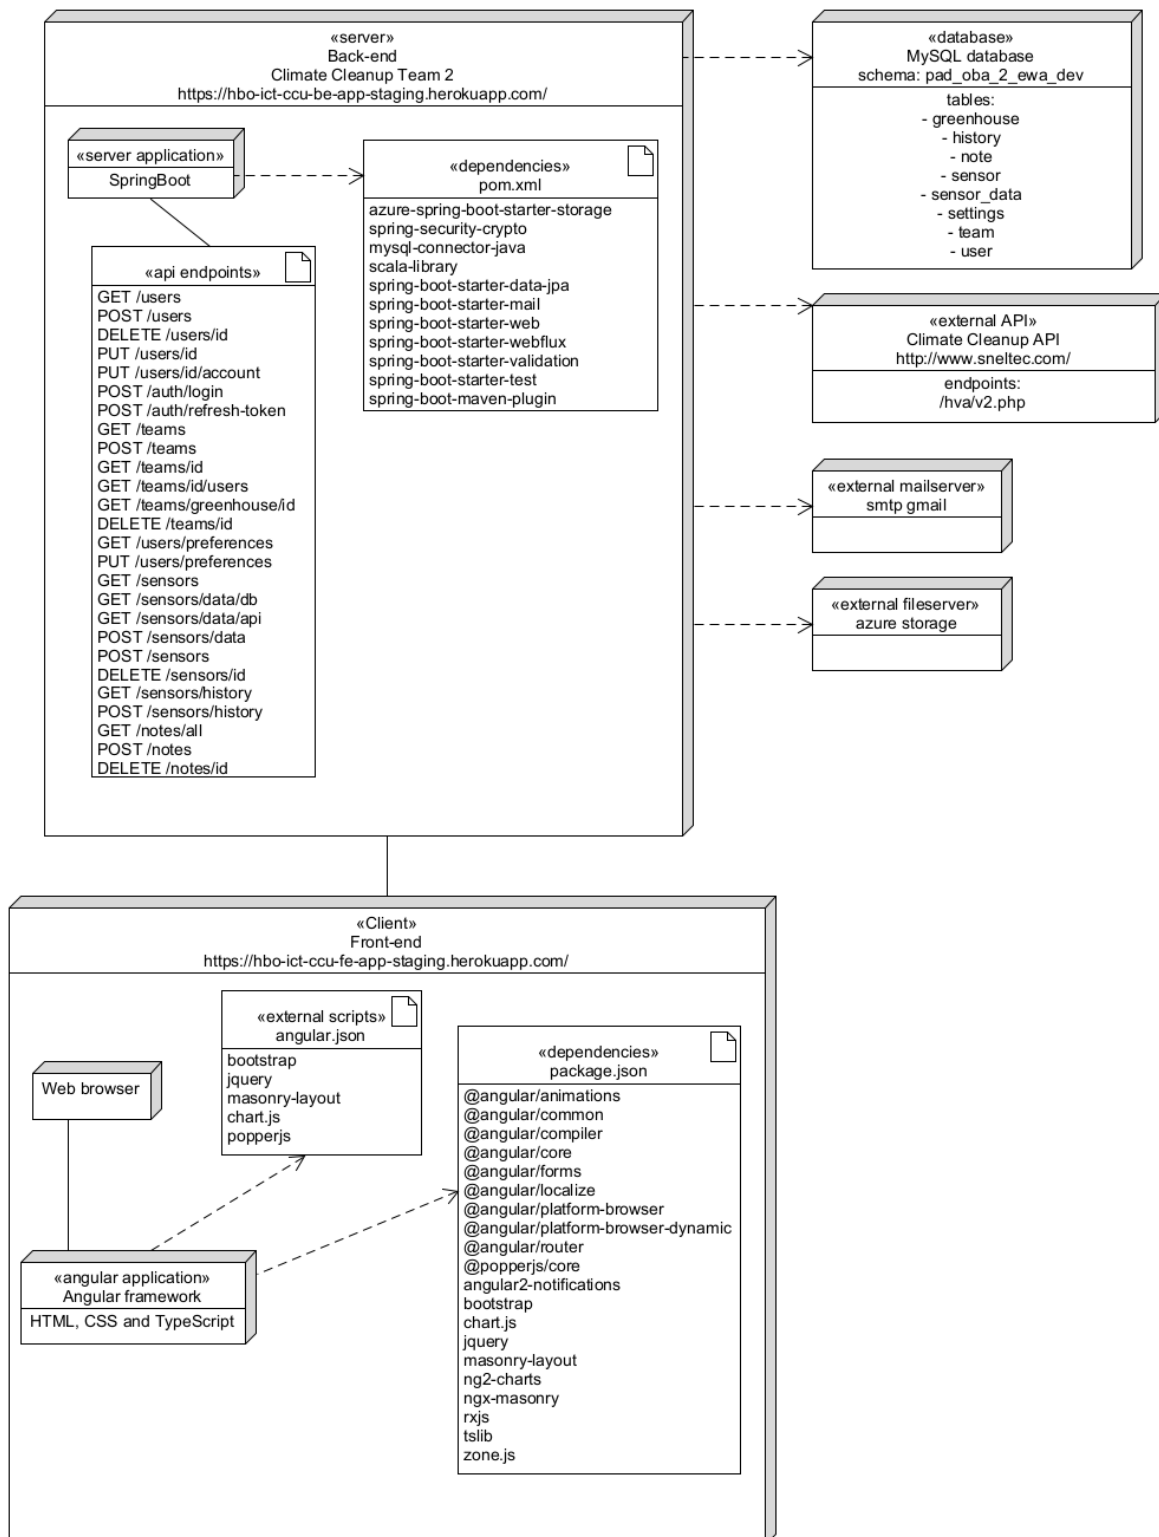 «server»
Back-end
Climate Cleanup Team 2
https://hbo-ict-ccu-be-app-staging.herokuapp.com/
«server application»
SpringBoot
«dependencies»
pom.xml
azure-spring-boot-starter-storage
spring-security-crypto
mysql-connector-java
scala-library
spring-boot-starter-data-jpa
spring-boot-starter-mail
spring-boot-starter-web
spring-boot-starter-webflux
spring-boot-starter-validation
spring-boot-starter-test
spring-boot-maven-plugin
«api endpoints»
GET /users
POST /users
DELETE /users/id
PUT /users/id
PUT /users/id/account
POST /auth/login
POST /auth/refresh-token
GET /teams
POST /teams
GET /teams/id
GET /teams/id/users
GET /teams/greenhouse/id
DELETE /teams/id
GET /users/preferences
PUT /users/preferences
GET /sensors
GET /sensors/data/db
GET /sensors/data/api
POST /sensors/data
POST /sensors
DELETE /sensors/id
GET /sensors/history
POST /sensors/history
GET /notes/all
POST /notes
DELETE /notes/id
«database»
MySQL database
schema: pad_oba_2_ewa_dev
tables:
- greenhouse
- history
- note
- sensor
- sensor_data
- settings
- team
- user
«external API»
Climate Cleanup API
http://www.sneltec.com/
endpoints:
/hva/v2.php
«external mailserver»
smtp gmail
«external fileserver»
azure storage
«Client»
Front-end
https://hbo-ict-ccu-fe-app-staging.herokuapp.com/
«external scripts»
angular.json
bootstrap
jquery
masonry-layout
chart.js
popperjs
Web browser
«angular application»
Angular framework
HTML, CSS and TypeScript
«dependencies»
package.json
@angular/animations
@angular/common
@angular/compiler
@angular/core
@angular/forms
@angular/localize
@angular/platform-browser
@angular/platform-browser-dynamic
@angular/router
@popperjs/core
angular2-notifications
bootstrap
chart.js
jquery
masonry-layout
ng2-charts
ngx-masonry
rxjs
tslib
zone.js